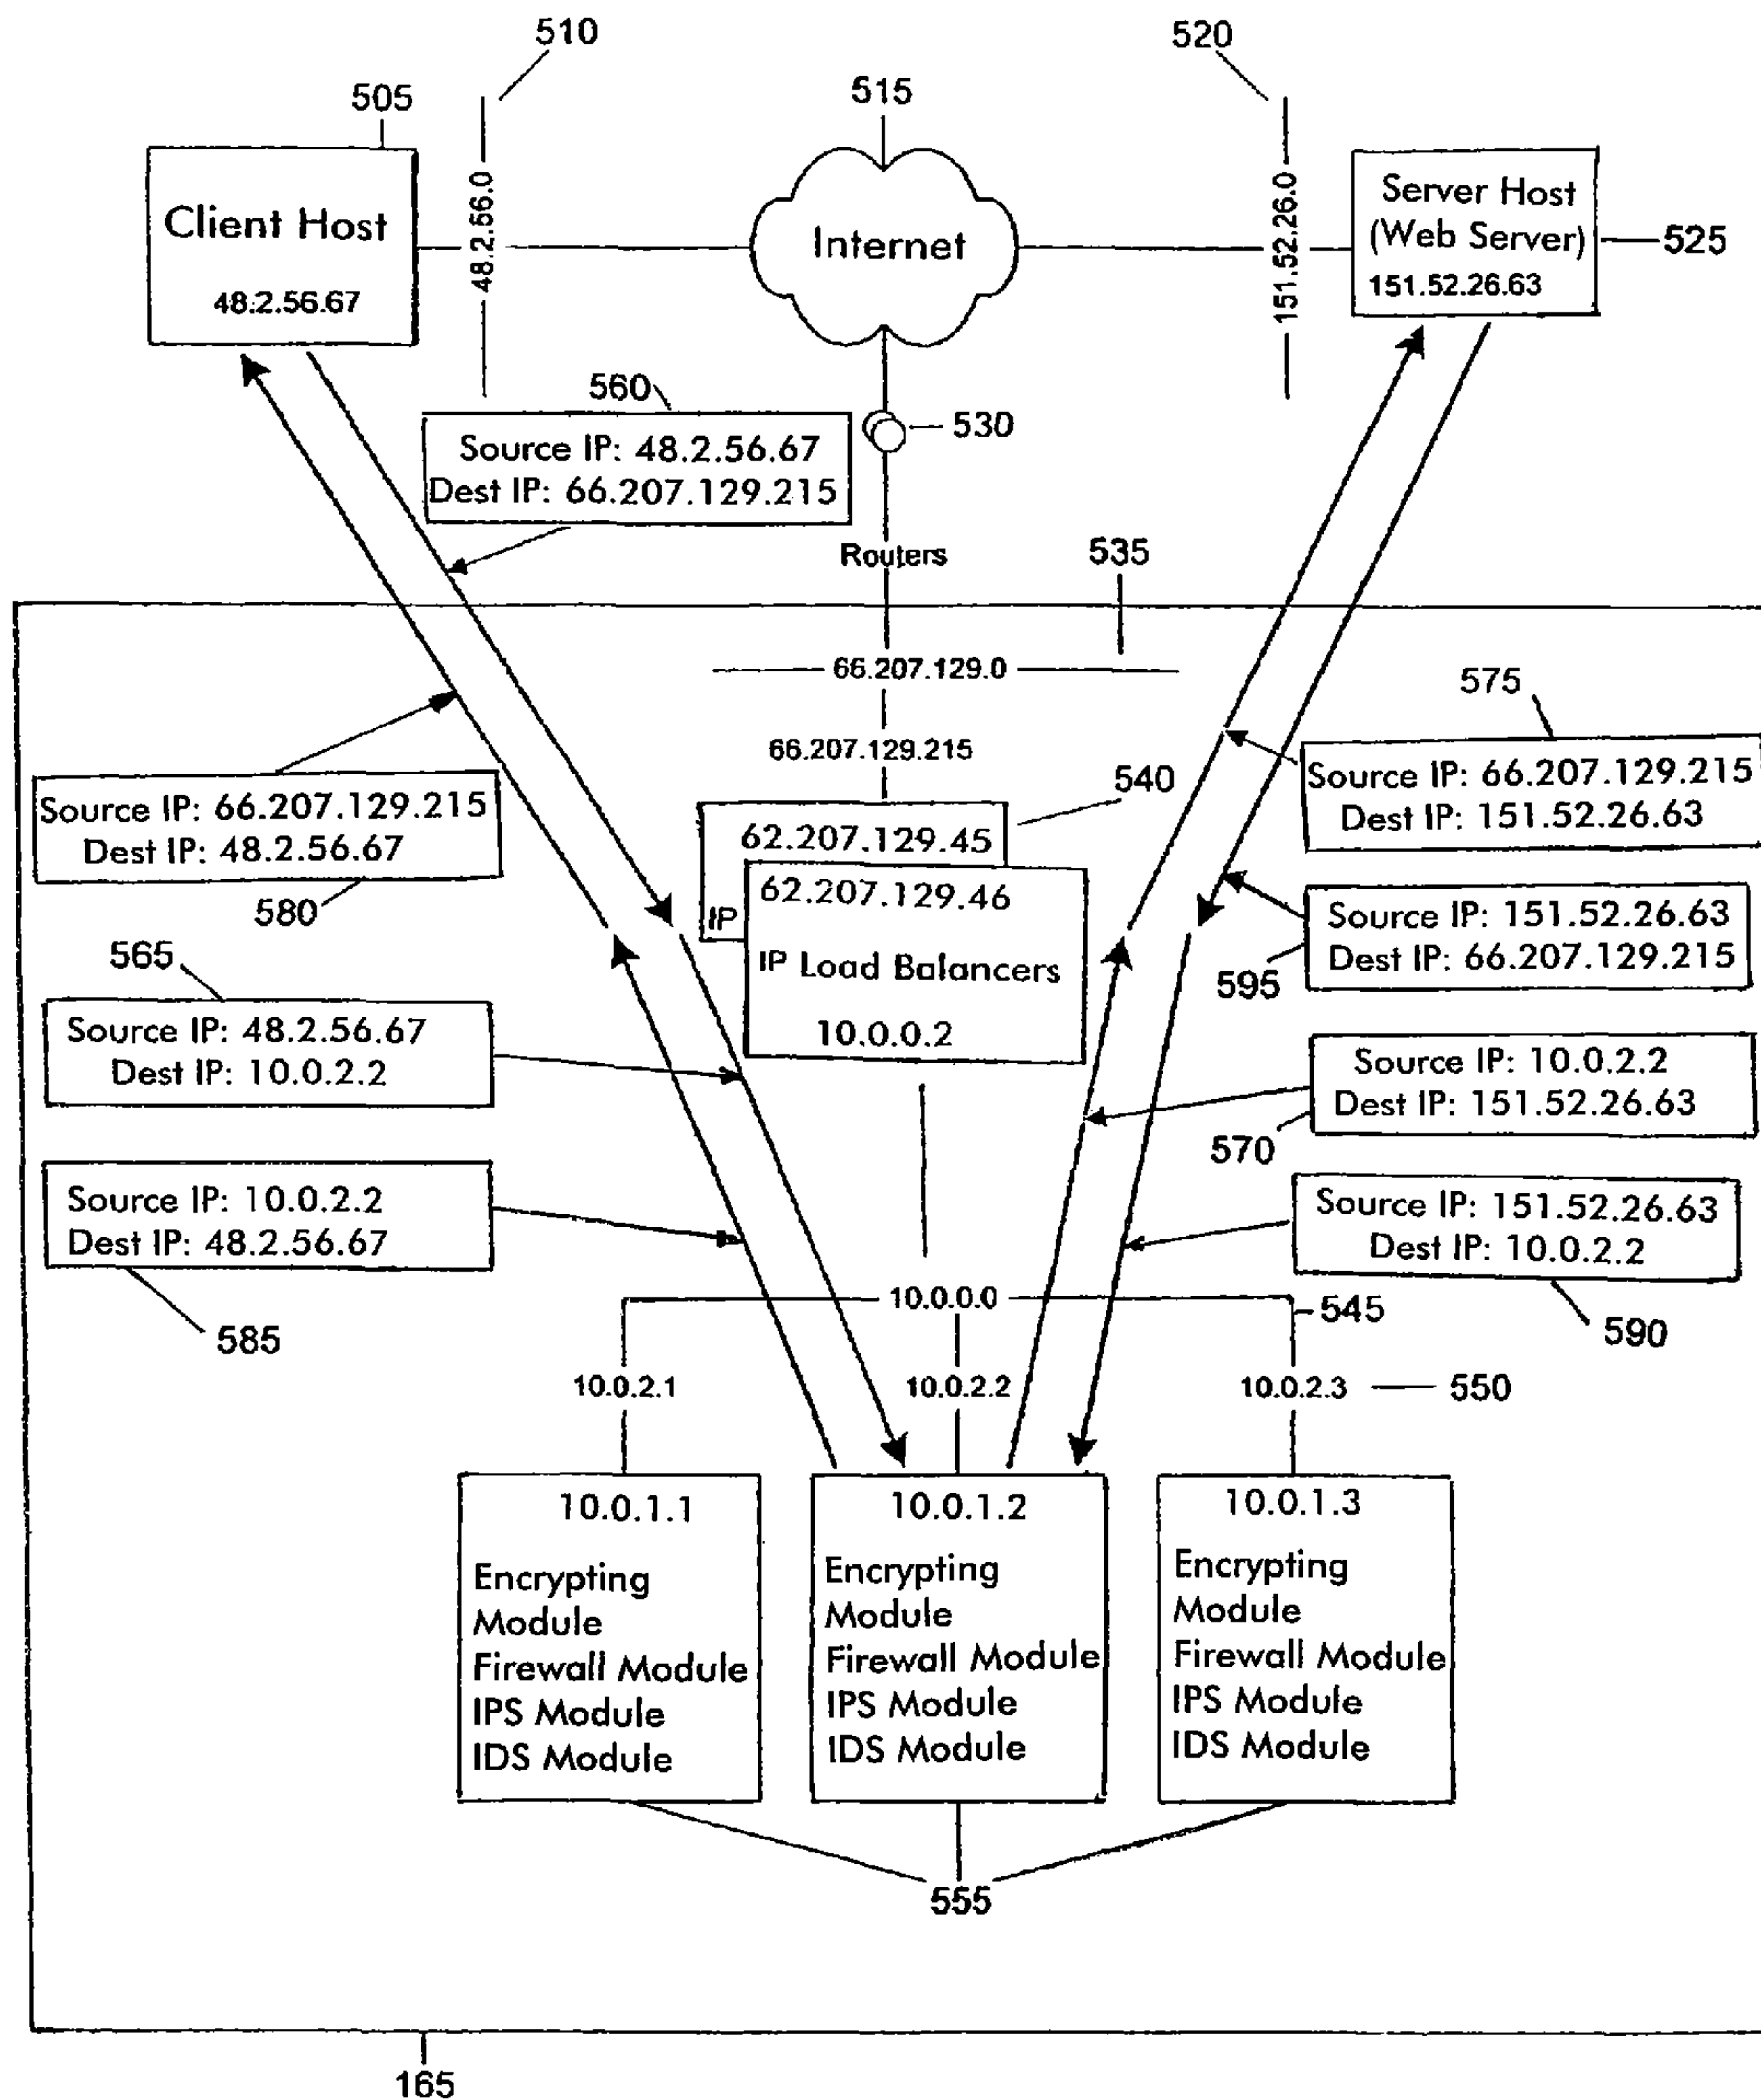 510
520
505
515
Client Host
48.2.56.67
48.2.56.0
Internet
151.52.26.0
Server Host
(Web Server)
151.52.26.63
525
560
Source IP: 48.2.56.67
Dest IP: 66.207.129.215
530
Routers
535
66.207.129.0
66.207.129.215
575
Source IP: 66.207.129.215
Dest IP: 48.2.56.67
580
540
62.207.129.45
IP
62.207.129.46
IP Load Balancers
10.0.0.2
Source IP: 66.207.129.215
Dest IP: 151.52.26.63
Source IP: 151.52.26.63
Dest IP: 66.207.129.215
595
565
Source IP: 48.2.56.67
Dest IP: 10.0.2.2
Source IP: 10.0.2.2
Dest IP: 151.52.26.63
570
Source IP: 10.0.2.2
Dest IP: 48.2.56.67
585
Source IP: 151.52.26.63
Dest IP: 10.0.2.2
590
10.0.0.0
545
10.0.2.1
10.0.2.2
10.0.2.3
550
10.0.1.1
Encrypting
Module
Firewall Module
IPS Module
IDS Module
10.0.1.2
Encrypting
Module
Firewall Module
IPS Module
IDS Module
10.0.1.3
Encrypting
Module
Firewall Module
IPS Module
IDS Module
555
165